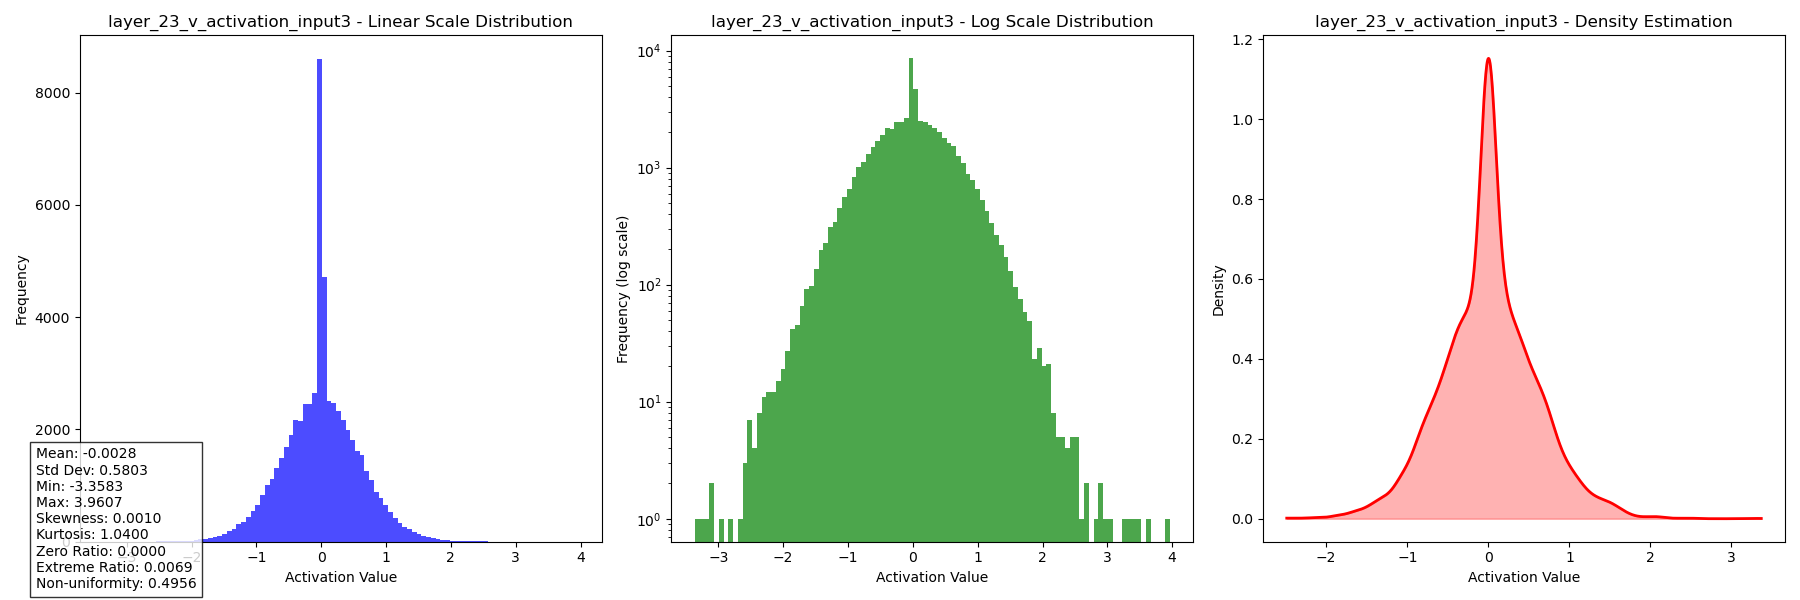 layer_23_v_activation_input3 - Linear Scale Distribution
8000
6000
4000
2000
0
Frequency
−2
−1
0
1
2
3
4
Activation Value
Mean: -0.0028
Std Dev: 0.5803
Min: -3.3583
Max: 3.9607
Skewness: 0.0010
Kurtosis: 1.0400
Zero Ratio: 0.0000
Extreme Ratio: 0.0069
Non-uniformity: 0.4956
layer_23_v_activation_input3 - Log Scale Distribution
10⁴
10³
10²
10¹
10⁰
Frequency (log scale)
−3
−2
−1
0
1
2
3
4
Activation Value
layer_23_v_activation_input3 - Density Estimation
1.2
1.0
0.8
0.6
0.4
0.2
0.0
Density
−2
−1
0
1
2
3
Activation Value